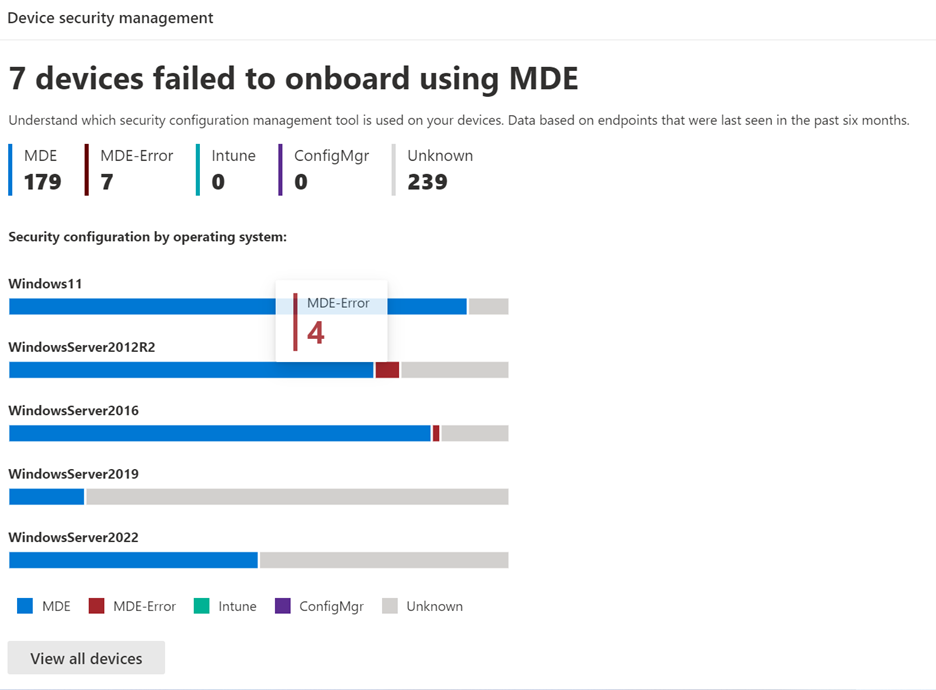 Device security management
7 devices failed to onboard using MDE
Understand which security configuration management tool is used on your devices. Data based on endpoints that were last seen in the past six months.
MDE MDE-Error Intune ConfigMgr Unknown
179 7 0 0 239
Security configuration by operating system:
Windows11
MDE-Error
4
WindowsServer2012R2
WindowsServer2016
WindowsServer2019
WindowsServer2022
MDE MDE-Error Intune ConfigMgr Unknown
View all devices